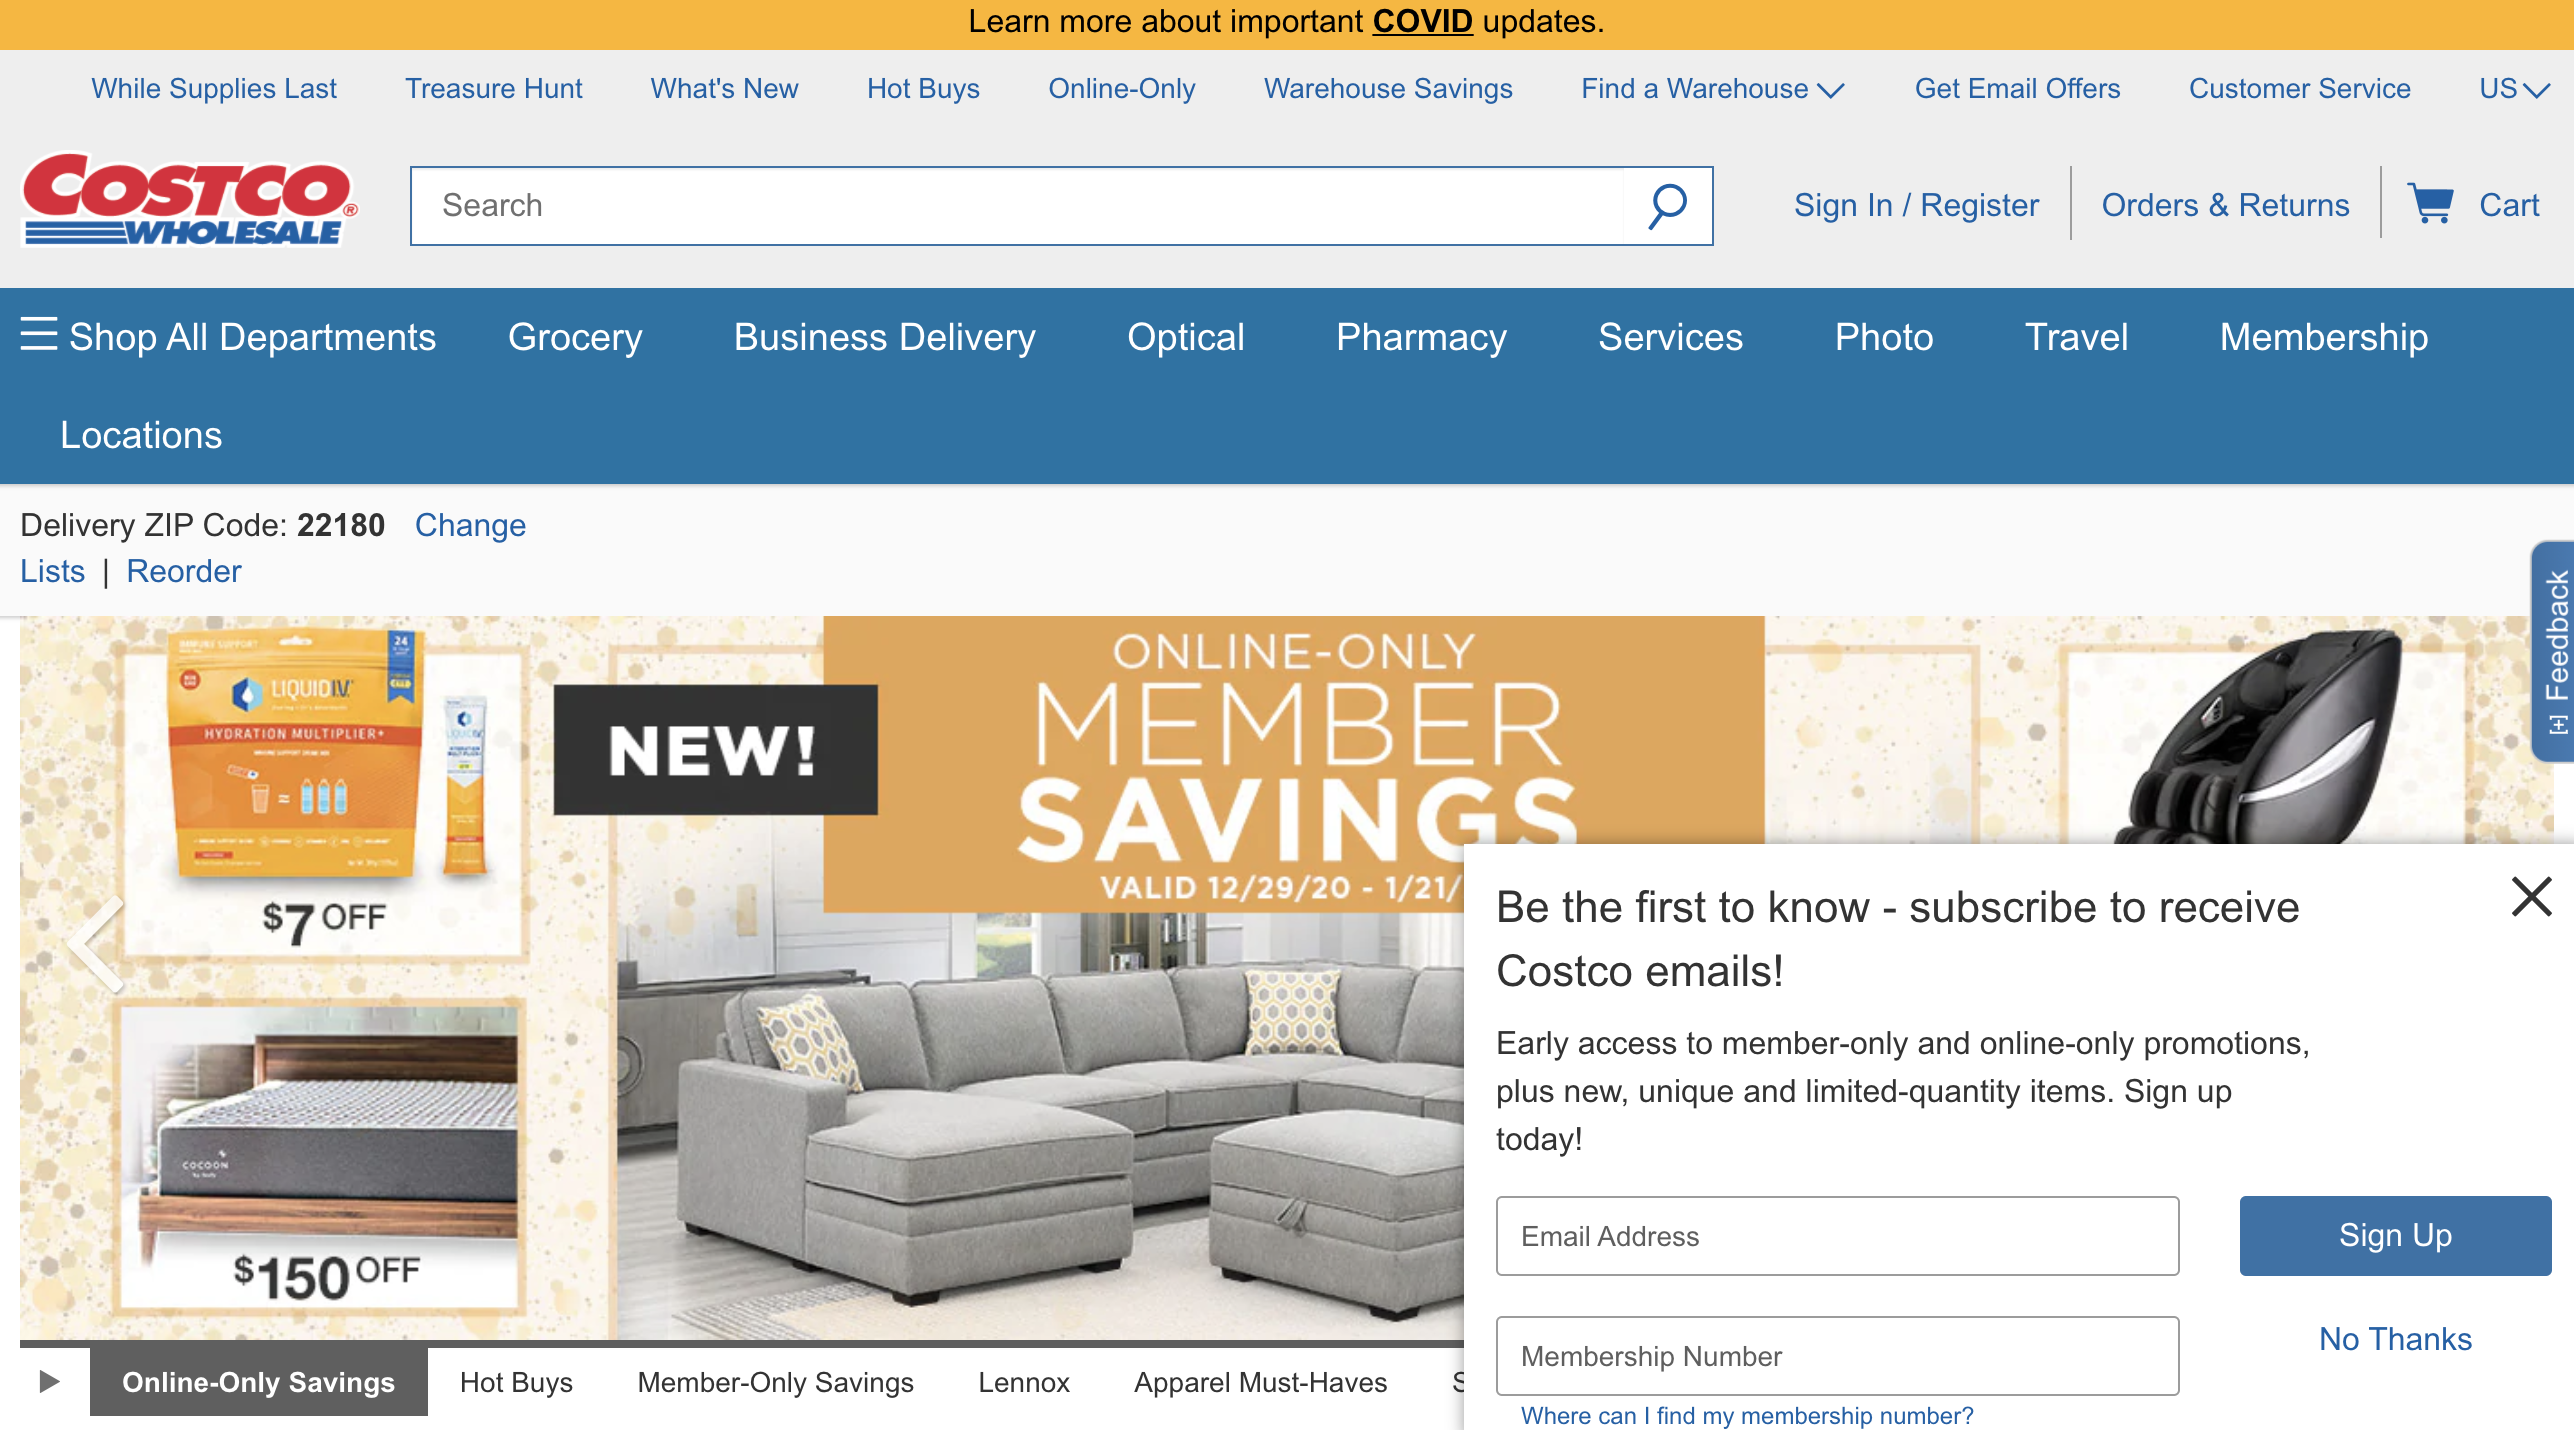 Learn more about important COVID updates.
While Supplies Last Treasure Hunt What's New Hot Buys Online-Only Warehouse Savings Find a Warehouse Get Email Offers Customer Service US
COSTCO
WHOLESALE
Search
Sign In / Register Orders & Returns Cart
Shop All Departments Grocery Business Delivery Optical Pharmacy Services Photo Travel Membership
Locations
Delivery ZIP Code: 22180 Change
Lists | Reorder
[+] Feedback
IMMUNE SUPPORT
24
LIQUID I.V.
HYDRATION MULTIPLIER+
$7 OFF
NEW!
ONLINE-ONLY
MEMBER
SAVINGS
VALID 12/29/20 - 1/21/
COCOON
$150 OFF
Be the first to know - subscribe to receive
Costco emails!
Early access to member-only and online-only promotions,
plus new, unique and limited-quantity items. Sign up
today!
Email Address
Sign Up
Membership Number
No Thanks
Where can I find my membership number?
Online-Only Savings Hot Buys Member-Only Savings Lennox Apparel Must-Haves S